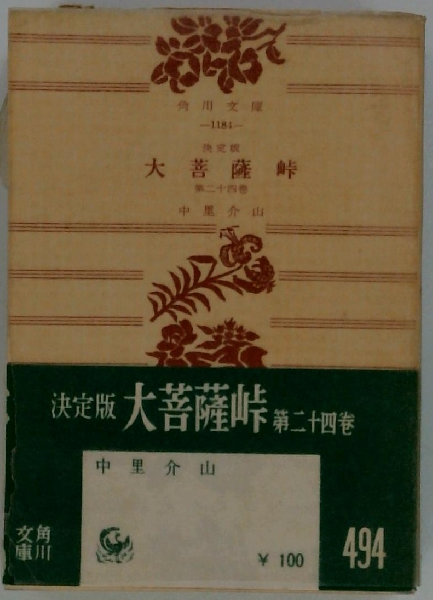 角川文庫
—1184—
決定版
大菩薩峠
第二十四巻
中里介山
決定版 大菩薩峠 第二十四巻
中里介山
角川文庫
¥ 100
494